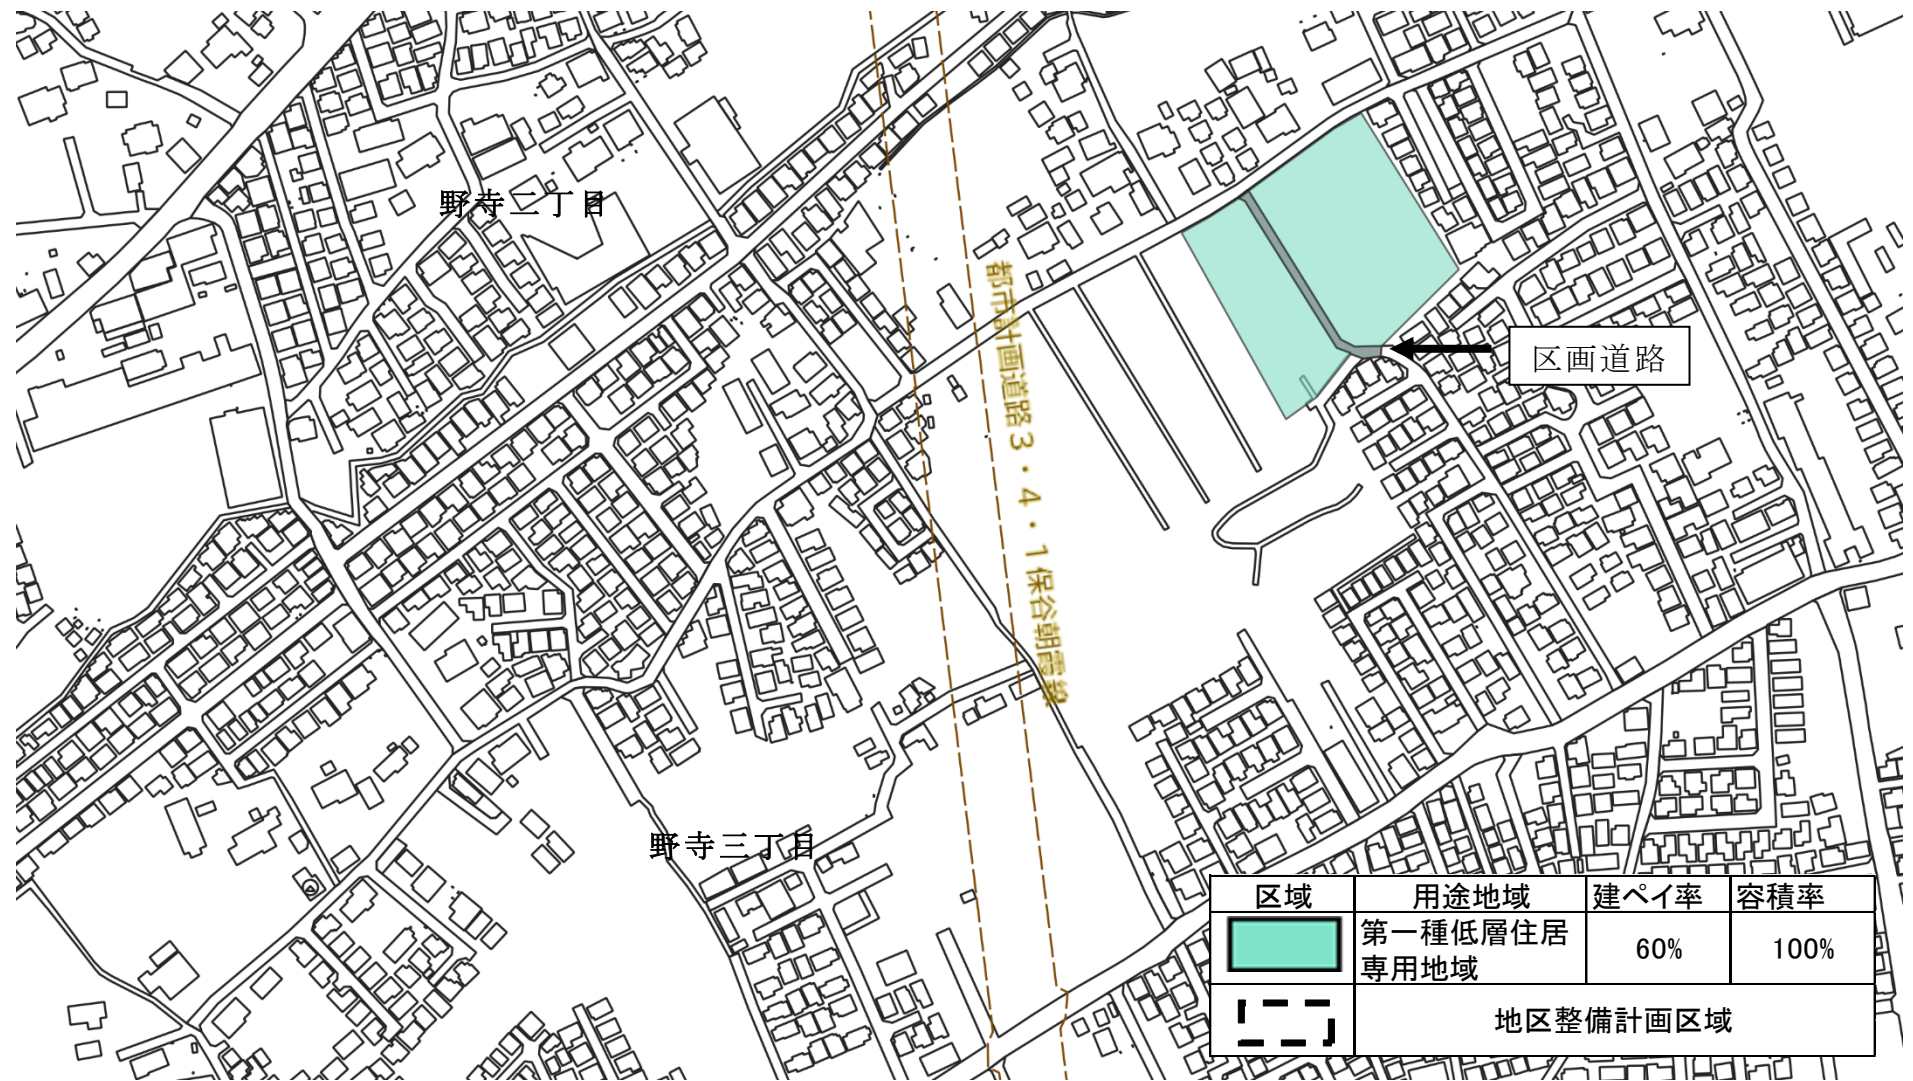 野寺二丁目
都市計画道路3・4・1保谷朝霞線
区画道路
野寺三丁目
区域 用途地域 建ペイ率 容積率
第一種低層住居
専用地域 60% 100%
地区整備計画区域